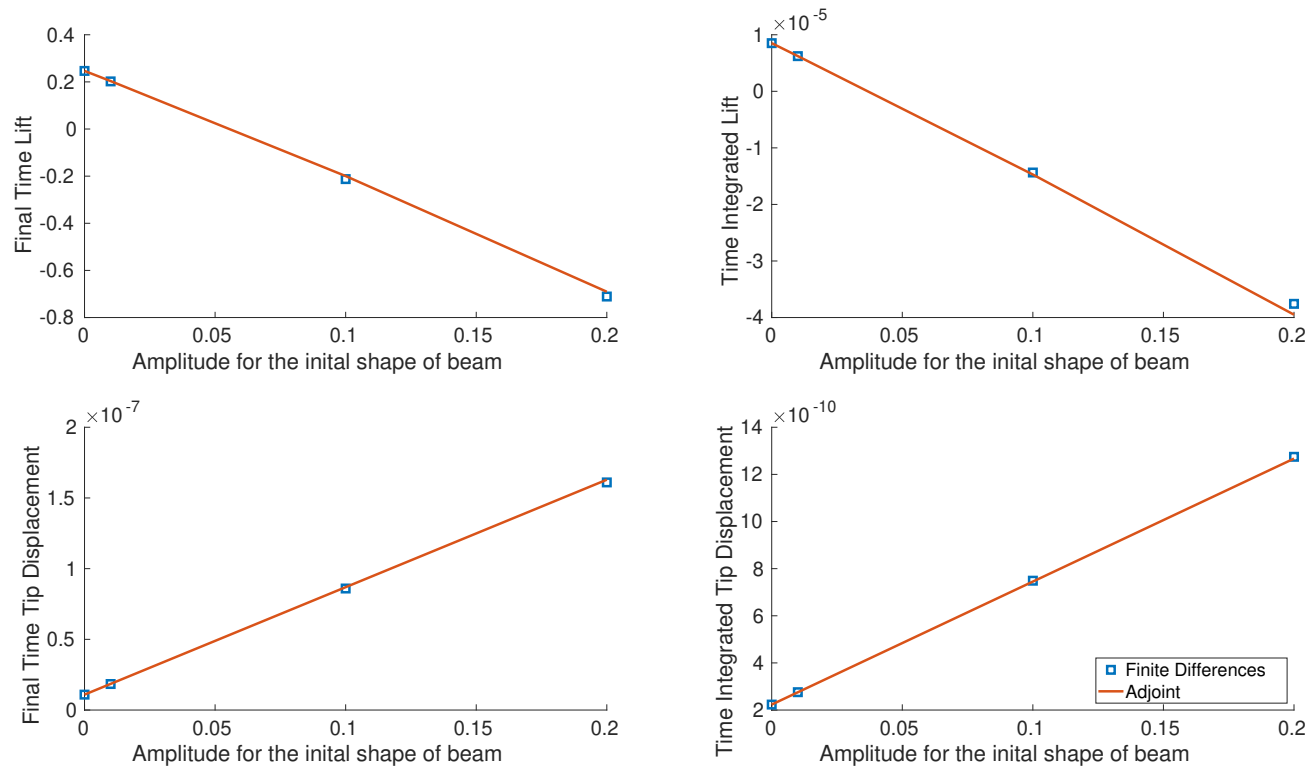 0.4
0.2
0
-0.2
-0.4
-0.6
-0.8
Final Time Lift
0 0.05 0.1 0.15 0.2
Amplitude for the inital shape of beam
×10 -5
1
0
-1
-2
-3
-4
Time Integrated Lift
0 0.05 0.1 0.15 0.2
Amplitude for the inital shape of beam
×10 -7
2
1.5
1
0.5
0
Final Time Tip Displacement
0 0.05 0.1 0.15 0.2
Amplitude for the inital shape of beam
×10 -10
14
12
10
8
6
4
2
Time Integrated Tip Displacement
Finite Differences
Adjoint
0 0.05 0.1 0.15 0.2
Amplitude for the inital shape of beam